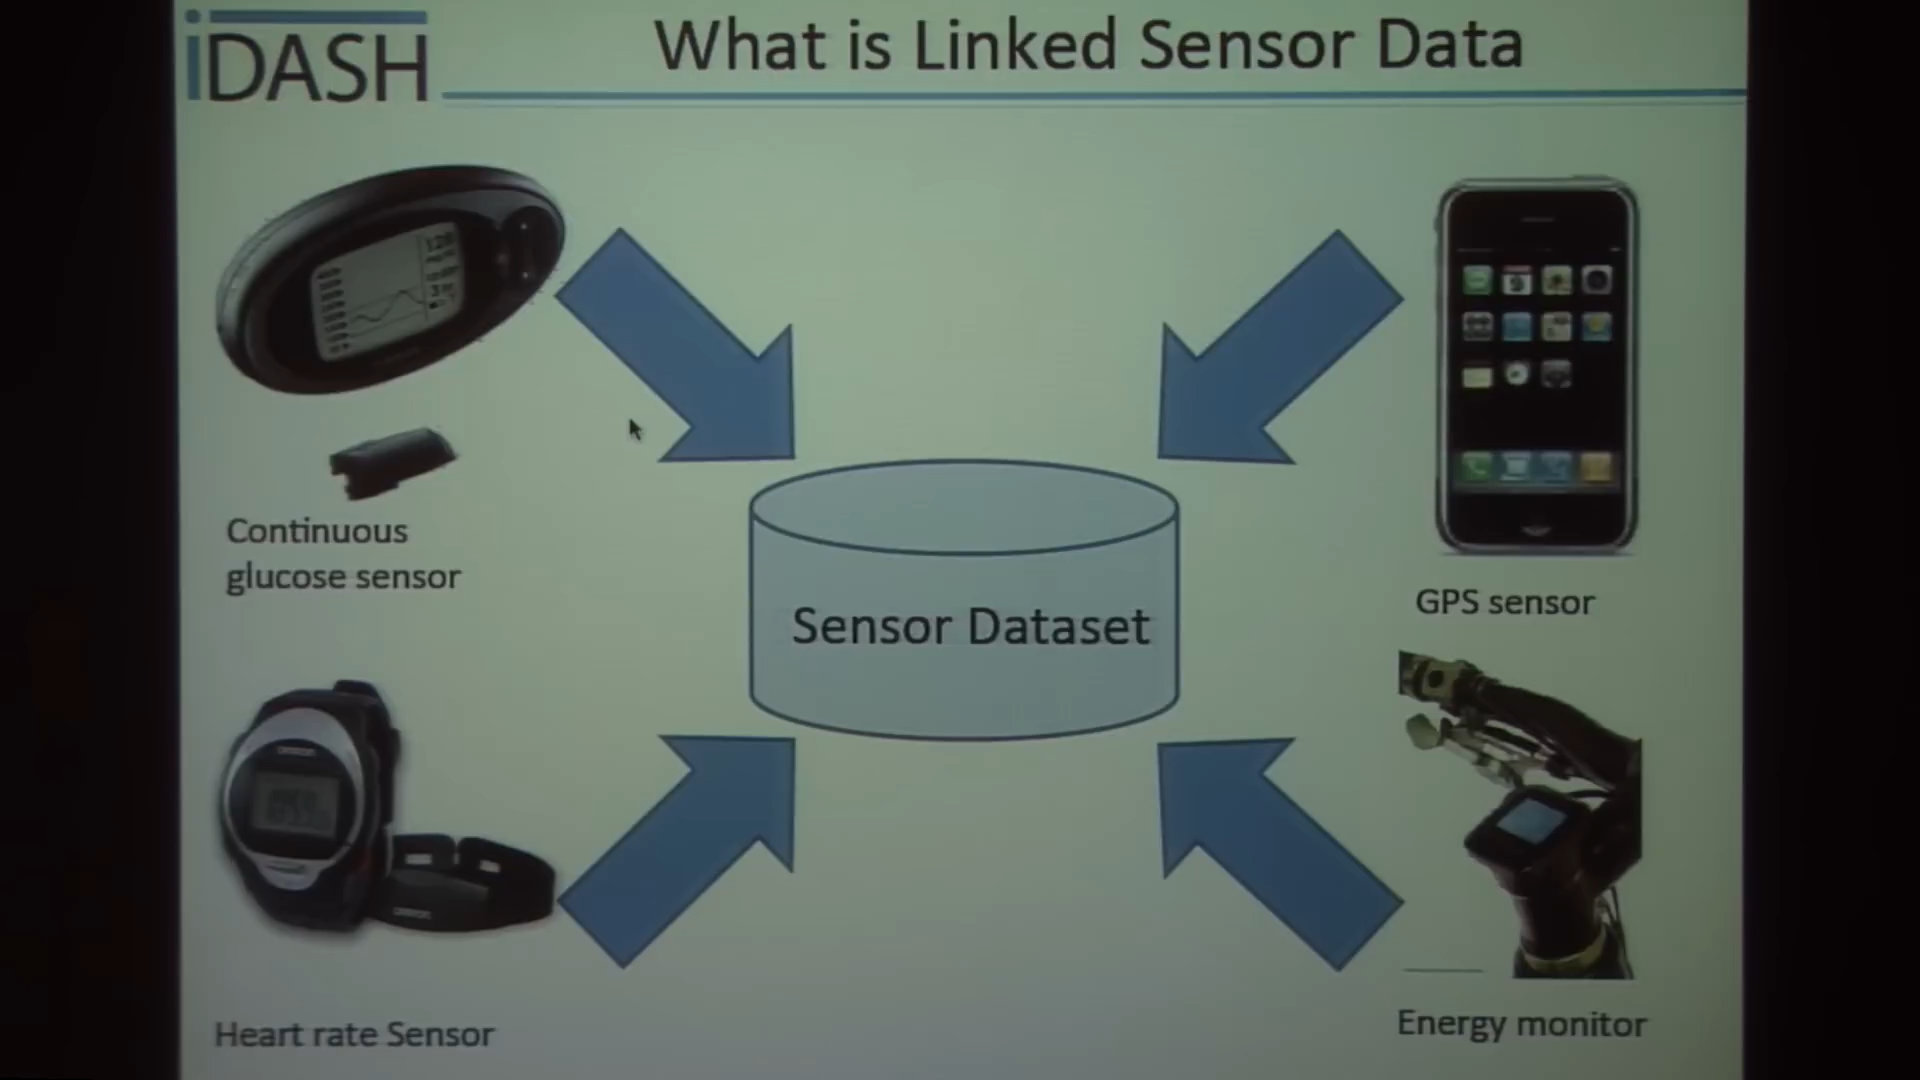 iDASH
What is Linked Sensor Data
Continuous
glucose sensor
GPS sensor
Sensor Dataset
Heart rate Sensor
Energy monitor